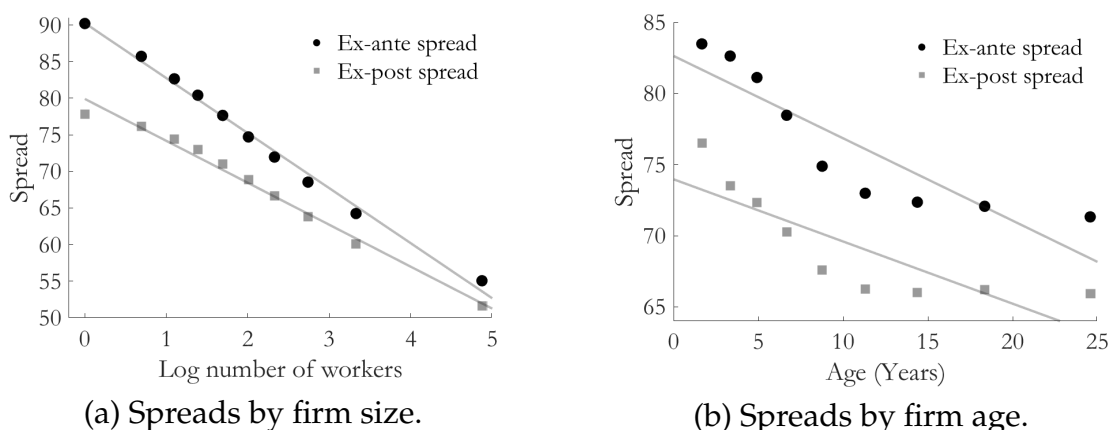 Spread
90
85
80
75
70
65
60
55
50
Ex-ante spread
Ex-post spread
0 1 2 3 4 5
Log number of workers
(a) Spreads by firm size.
Spread
85
80
75
70
65
Ex-ante spread
Ex-post spread
0 5 10 15 20 25
Age (Years)
(b) Spreads by firm age.